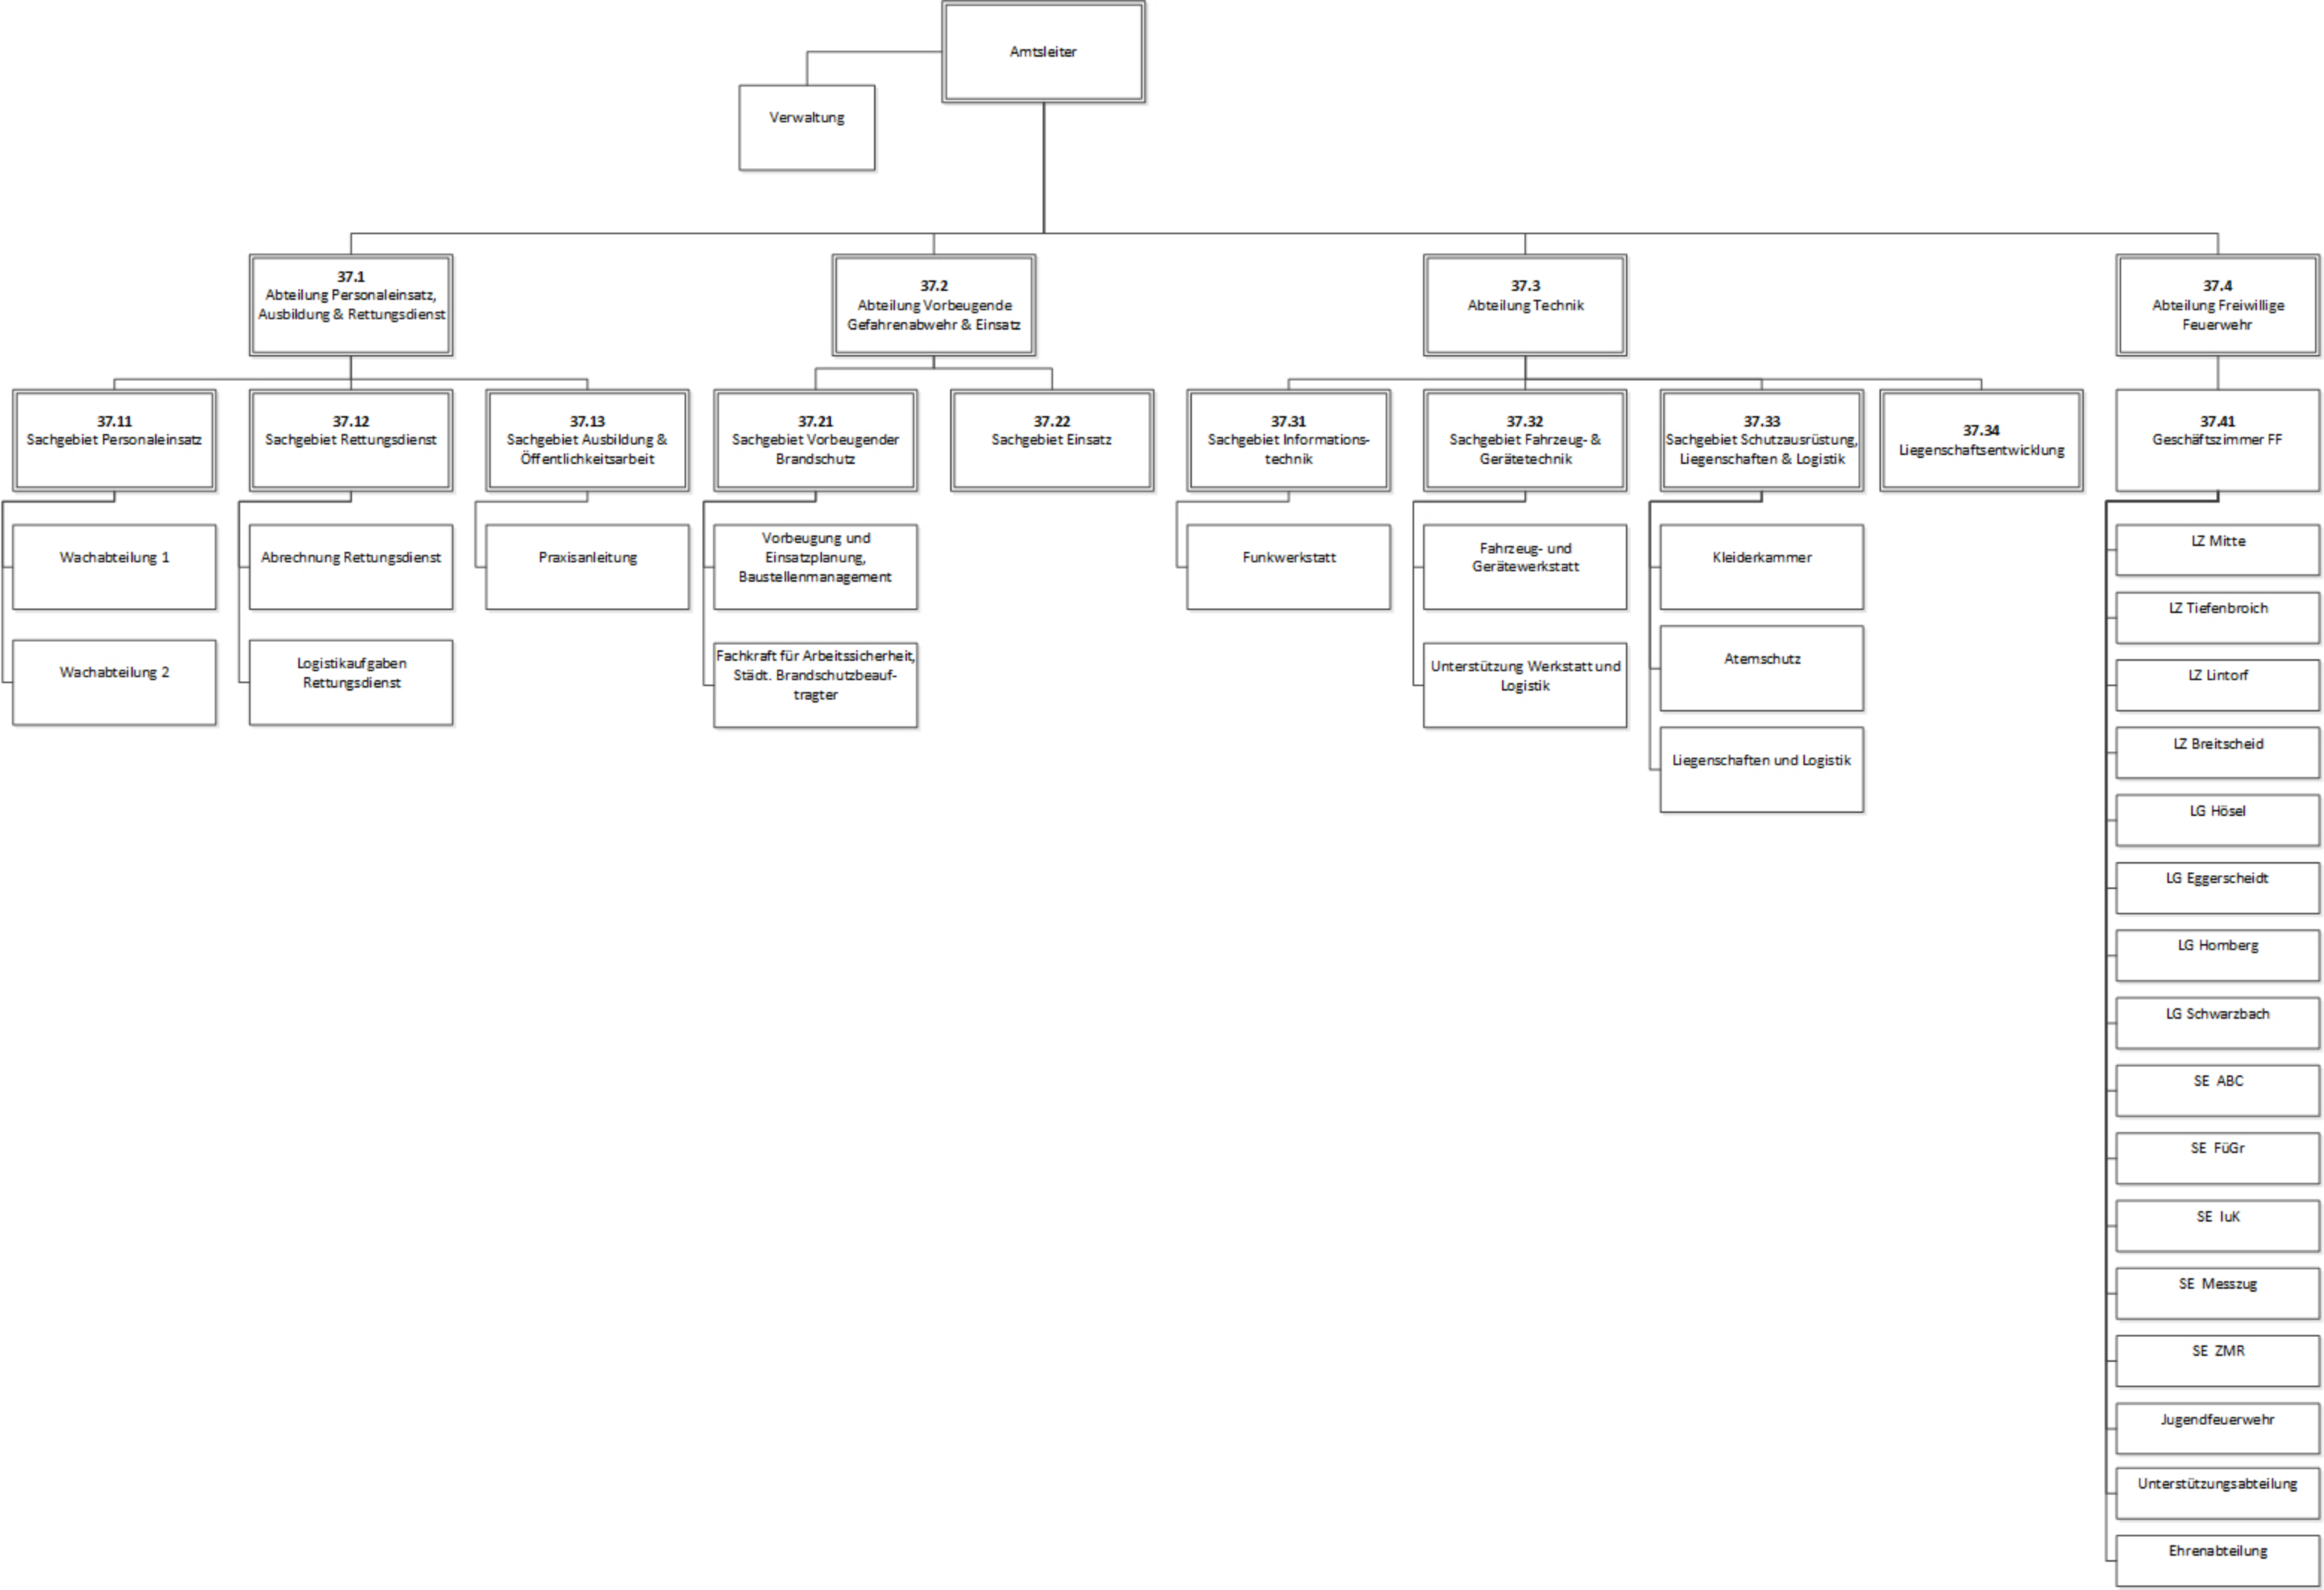 Amtsleiter
Verwaltung
37.1
Abteilung Personaleinsatz,
Ausbildung & Rettungsdienst
37.2
Abteilung Vorbeugende
Gefahrenabwehr & Einsatz
37.3
Abteilung Technik
37.4
Abteilung Freiwillige
Feuerwehr
37.11
Sachgebiet Personaleinsatz
37.12
Sachgebiet Rettungsdienst
37.13
Sachgebiet Ausbildung &
Öffentlichkeitsarbeit
37.21
Sachgebiet Vorbeugender
Brandschutz
37.22
Sachgebiet Einsatz
37.31
Sachgebiet Informations-
technik
37.32
Sachgebiet Fahrzeug- &
Gerätetechnik
37.33
Sachgebiet Schutzausrüstung,
Liegenschaften & Logistik
37.34
Liegenschaftsentwicklung
37.41
Geschäftszimmer FF
Wachabteilung 1
Wachabteilung 2
Abrechnung Rettungsdienst
Logistikaufgaben
Rettungsdienst
Praxisanleitung
Vorbeugung und
Einsatzplanung,
Baustellenmanagement
Fachkraft für Arbeitssicherheit,
Städt. Brandschutzbeauf-
tragter
Funkwerkstatt
Fahrzeug- und
Gerätewerkstatt
Unterstützung Werkstatt und
Logistik
Kleiderkammer
Atemschutz
Liegenschaften und Logistik
LZ Mitte
LZ Tiefenbroich
LZ Lintorf
LZ Breitscheid
LG Hösel
LG Eggerscheidt
LG Homberg
LG Schwarzbach
SE ABC
SE FüGr
SE IuK
SE Messzug
SE ZMR
Jugendfeuerwehr
Unterstützungsabteilung
Ehrenabteilung